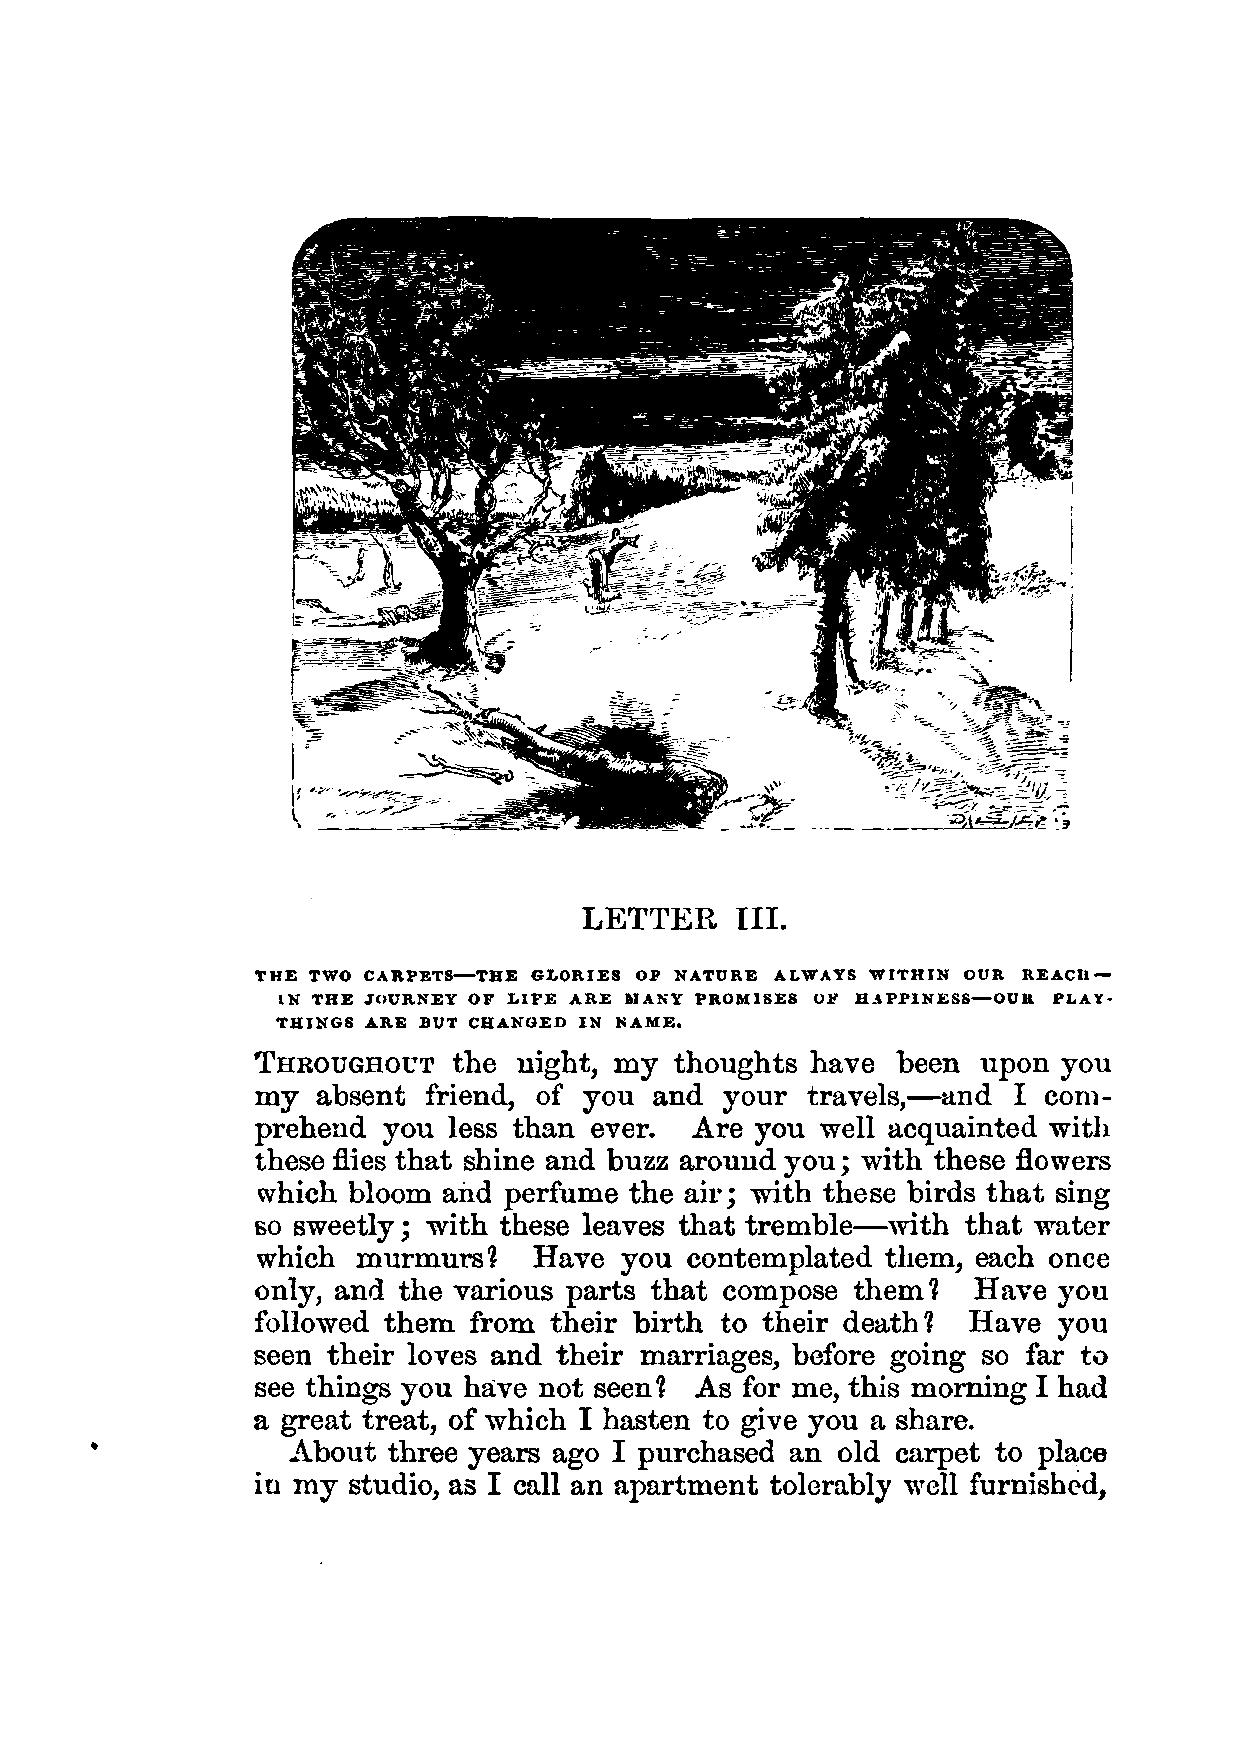 LETTER III.
THE TWO CARPETS—THE GLORIES OF NATURE ALWAYS WITHIN OUR REACH—
IN THE JOURNEY OF LIFE ARE MANY PROMISES OF HAPPINESS—OUR PLAY-
THINGS ARE BUT CHANGED IN NAME.
THROUGHOUT the night, my thoughts have been upon you
my absent friend, of you and your travels,—and I com-
prehend you less than ever. Are you well acquainted with
these flies that shine and buzz around you; with these flowers
which bloom and perfume the air; with these birds that sing
so sweetly; with these leaves that tremble—with that water
which murmurs? Have you contemplated them, each once
only, and the various parts that compose them? Have you
followed them from their birth to their death? Have you
seen their loves and their marriages, before going so far to
see things you have not seen? As for me, this morning I had
a great treat, of which I hasten to give you a share.
About three years ago I purchased an old carpet to place
in my studio, as I call an apartment tolerably well furnished,